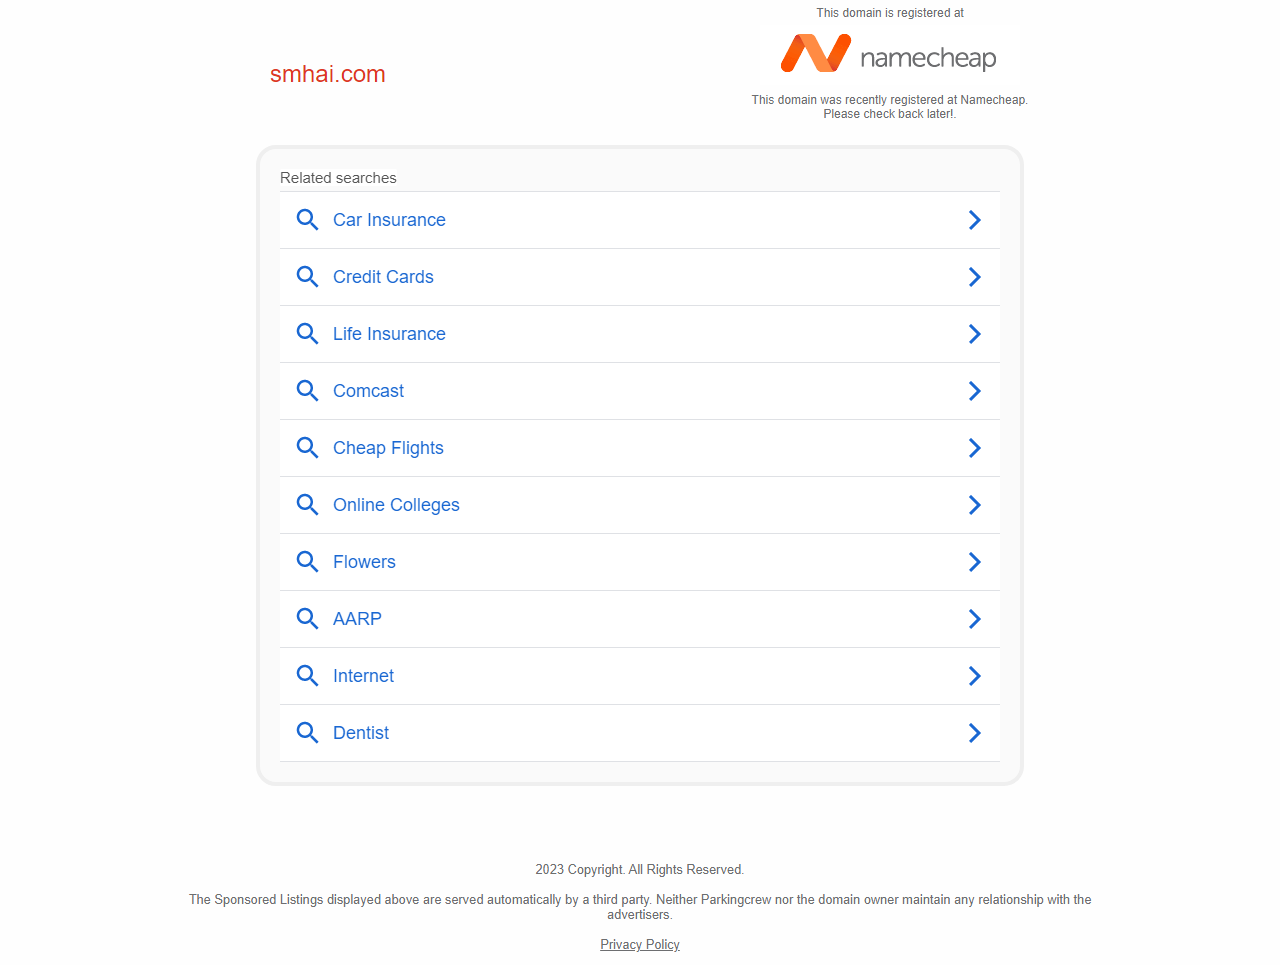 This domain is registered at
namecheap
smhai.com
This domain was recently registered at Namecheap.
Please check back later!.
Related searches
Car Insurance
Credit Cards
Life Insurance
Comcast
Cheap Flights
Online Colleges
Flowers
AARP
Internet
Dentist
2023 Copyright. All Rights Reserved.
The Sponsored Listings displayed above are served automatically by a third party. Neither Parkingcrew nor the domain owner maintain any relationship with the
advertisers.
Privacy Policy